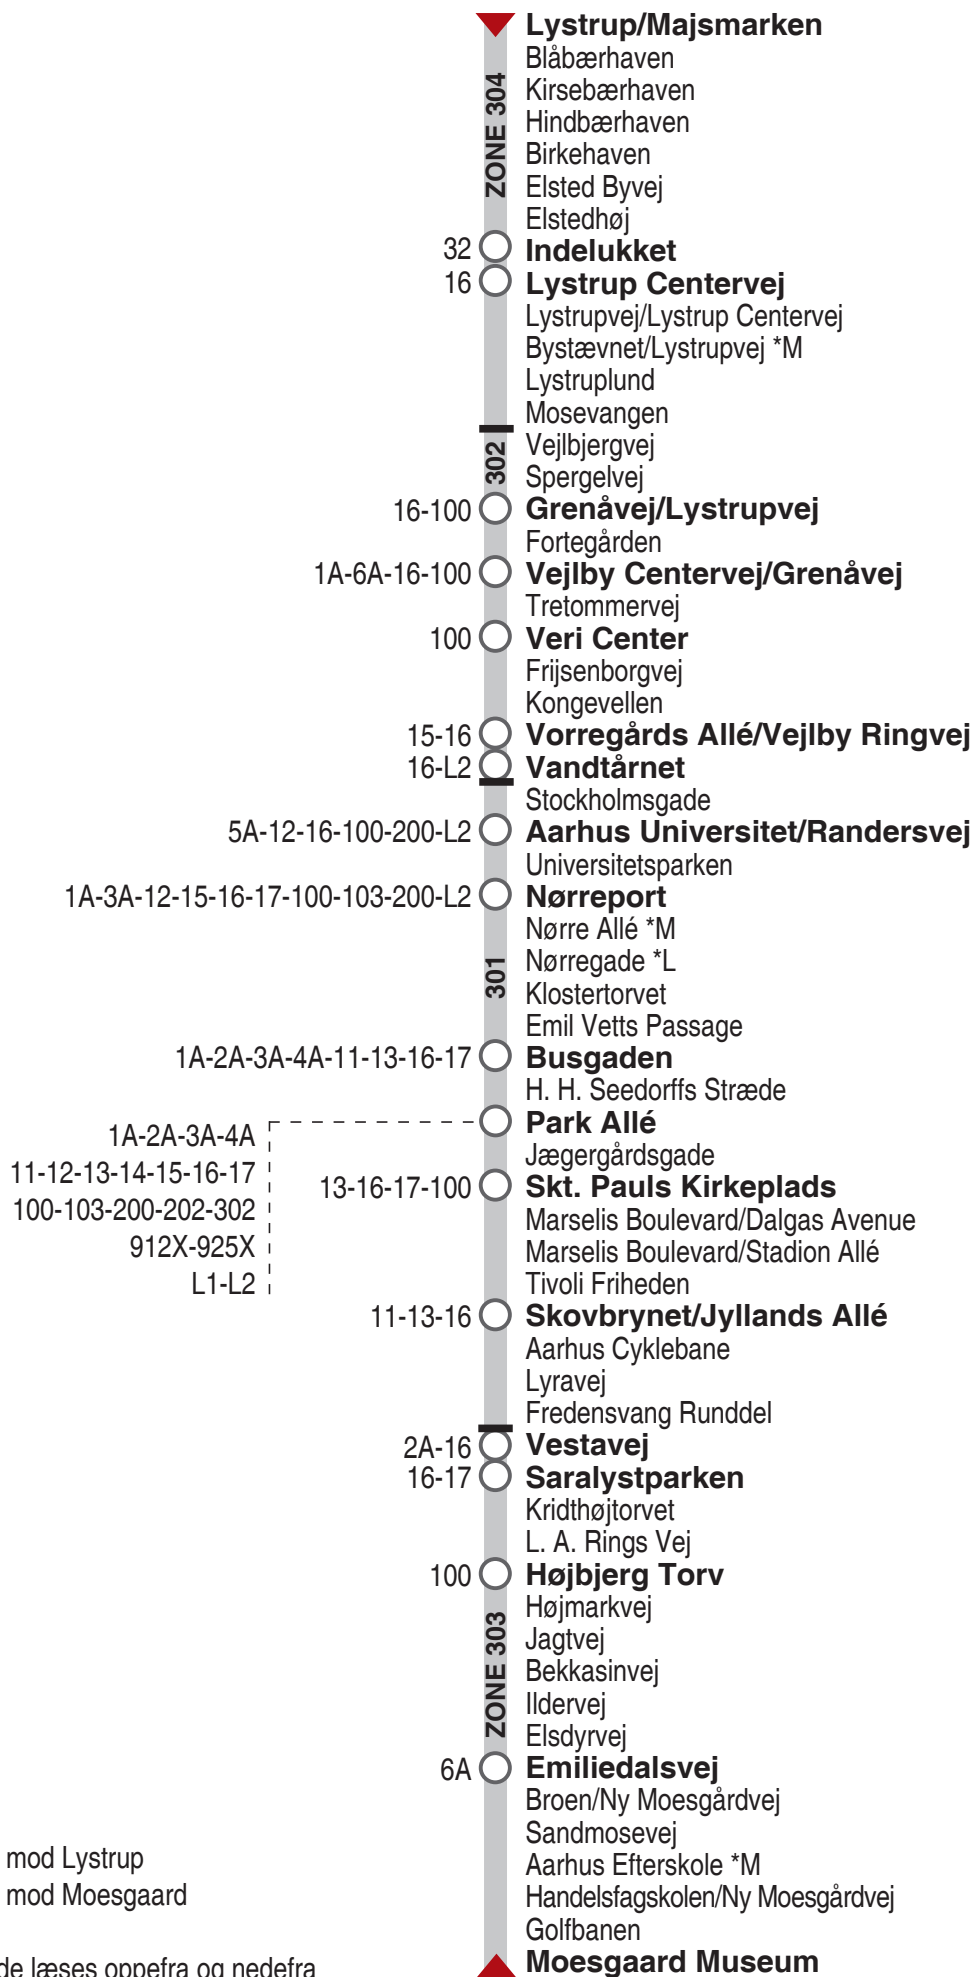 Lystrup/Majsmarken
Blåbærhaven
ZONE 304
Kirsebærhaven
Hindbærhaven
Birkehaven
Elsted Byvej
Elstedhøj
32 Indelukket
16 Lystrup Centervej
Lystrupvej/Lystrup Centervej
Bystævnet/Lystrupvej *M
Lystruplund
Mosevangen
Vejlbjergvej
302
Spergelvej
16-100 Grenåvej/Lystrupvej
Fortegården
1A-6A-16-100 Vejlby Centervej/Grenåvej
Tretommervej
100 Veri Center
Frijsenborgvej
Kongevellen
15-16 Vorregårds Allé/Vejlby Ringvej
16-L2 Vandtårnet
Stockholmsgade
5A-12-16-100-200-L2 Aarhus Universitet/Randersvej
Universitetsparken
1A-3A-12-15-16-17-100-103-200-L2 Nørreport
Nørre Allé *M
Nørregade *L
301
Klostertorvet
Emil Vetts Passage
1A-2A-3A-4A-11-13-16-17 Busgaden
H. H. Seedorffs Stræde
Park Allé
1A-2A-3A-4A
11-12-13-14-15-16-17
100-103-200-202-302
912X-925X
L1-L2
Jægergårdsgade
13-16-17-100 Skt. Pauls Kirkeplads
Marselis Boulevard/Dalgas Avenue
Marselis Boulevard/Stadion Allé
Tivoli Friheden
11-13-16 Skovbrynet/Jyllands Allé
Aarhus Cyklebane
Lyravej
Fredensvang Runddel
2A-16 Vestavej
16-17 Saralystparken
Kridthøjtorvet
L. A. Rings Vej
100 Højbjerg Torv
Højmarkvej
ZONE 303
Jagtvej
Bekkasinvej
Ildervej
Elsdyrvej
6A Emiliedalsvej
Broen/Ny Moesgårdvej
Sandmosevej
Aarhus Efterskole *M
Handelsfagskolen/Ny Moesgårdvej
Golfbanen
Moesgaard Museum
mod Lystrup
mod Moesgaard
de læses oppefra og nedefra